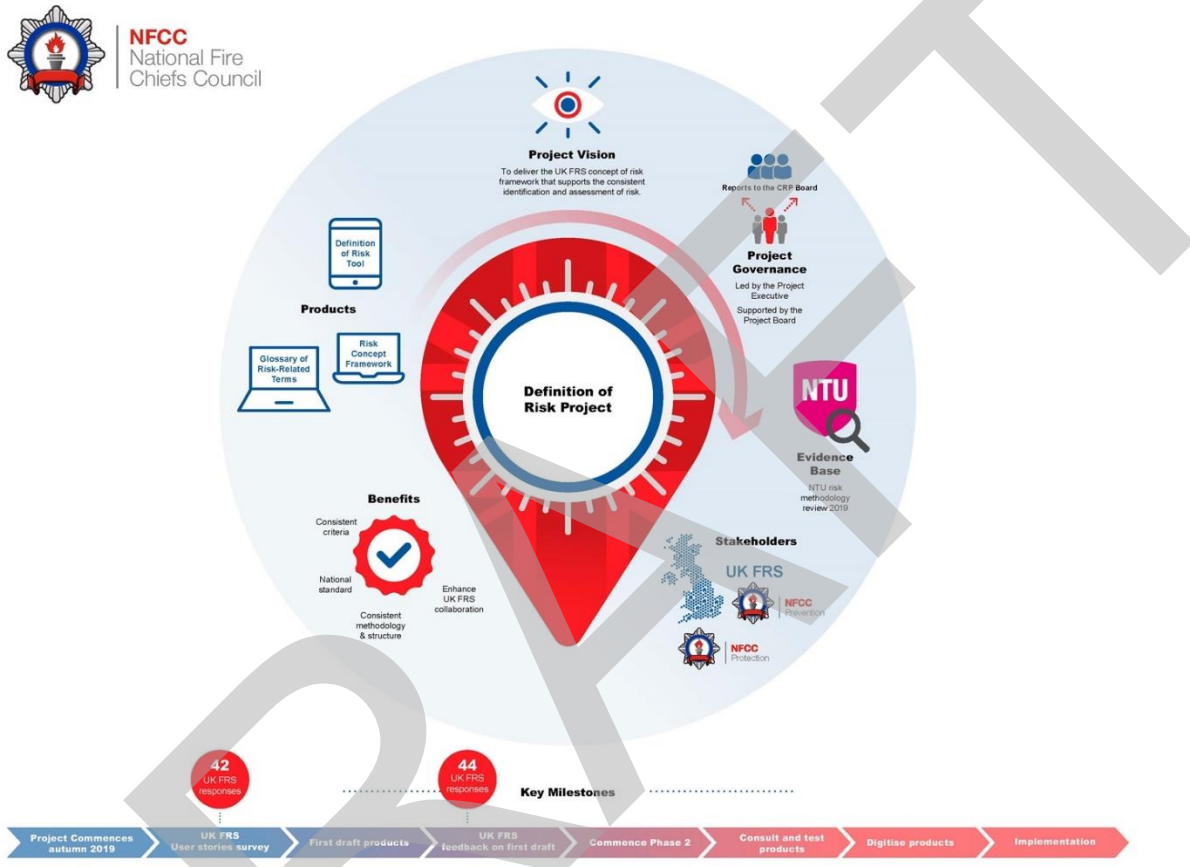 NFCC
National Fire
Chiefs Council
Project Vision
To deliver the UK FRS concept of risk
framework that supports the consistent
identification and assessment of risk.
Reports to the CRP Board
Project
Governance
Led by the Project
Executive
Supported by the
Project Board
NTU
Evidence
Base
NTU risk
methodology
review 2019
Stakeholders
UK FRS
NFCC
Prevention
NFCC
Protection
Benefits
Consistent
criteria
National
standard
Consistent
methodology
& structure
Enhance
UK FRS
collaboration
Products
Definition
of Risk
Tool
Glossary of
Risk-Related
Terms
Risk
Concept
Framework
Definition of
Risk Project
42
UK FRS
responses
44
UK FRS
responses
Key Milestones
Project Commences
autumn 2019
UK FRS
User stories survey
First draft products
UK FRS
feedback on first draft
Commence Phase 2
Consult and test
products
Digitise products
Implementation
DRAFT